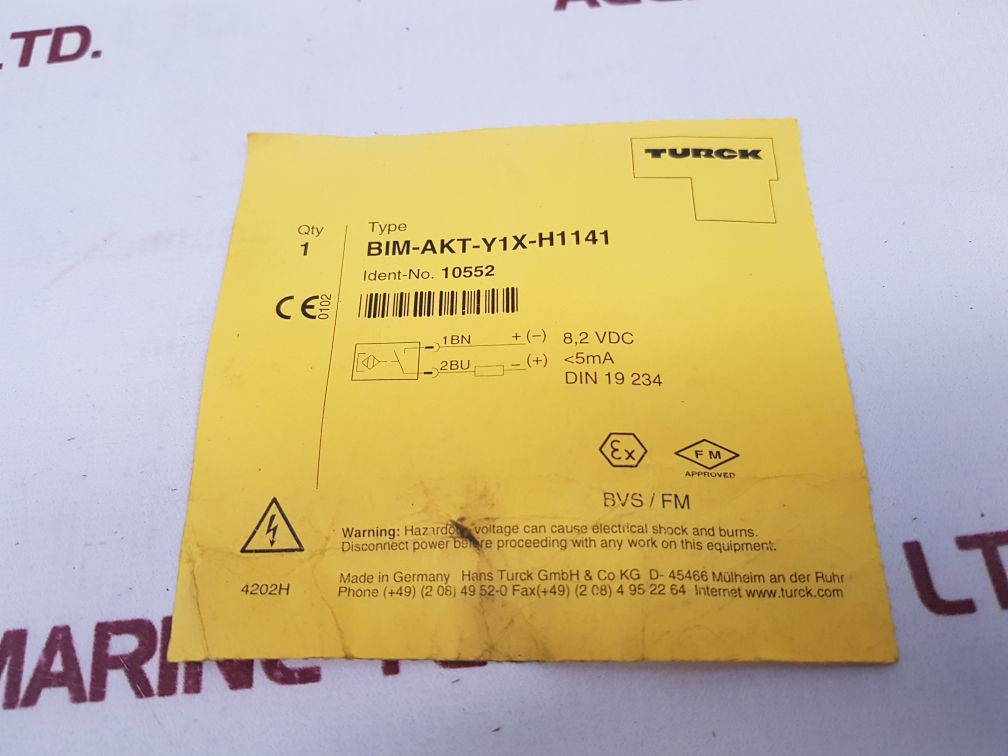 LTD.
TURCK
Qty
1
Type
BIM-AKT-Y1X-H1141
Ident-No. 10552
CE 0102
1BN + (–) 8,2 VDC
2BU – (+) <5mA
DIN 19 234
Ex
FM
APPROVED
BVS / FM
Warning: Hazardous voltage can cause electrical shock and burns.
Disconnect power before proceeding with any work on this equipment.
4202H
Made in Germany Hans Turck GmbH & Co KG D- 45466 Mülheim an der Ruhr
Phone (+49) (2 08) 49 52-0 Fax(+49) (2 08) 4 95 22 64 Internet www.turck.com
MARINE